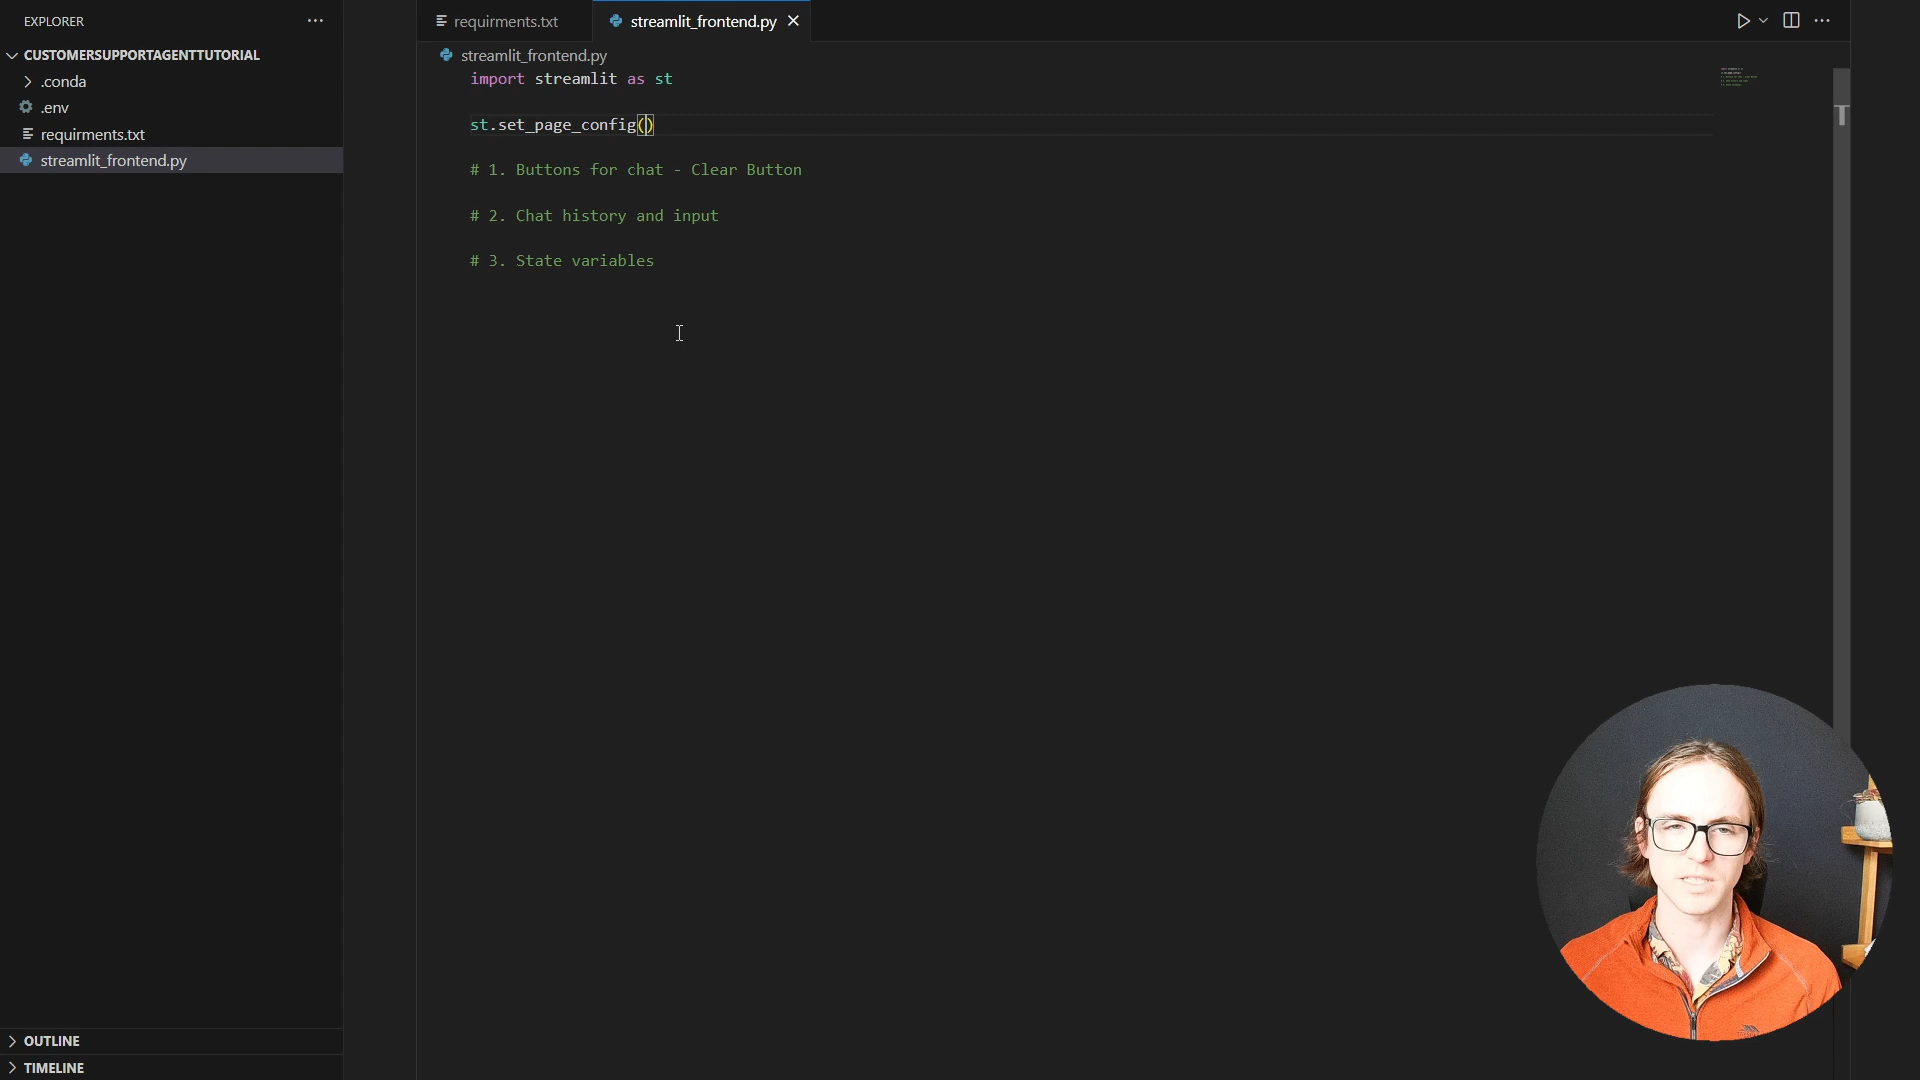 EXPLORER
CUSTOMERSUPPORTAGENTTUTORIAL
.conda
.env
requirments.txt
streamlit_frontend.py
OUTLINE
TIMELINE
requirments.txt
streamlit_frontend.py
streamlit_frontend.py
import streamlit as st
st.set_page_config()
# 1. Buttons for chat - Clear Button
# 2. Chat history and input
# 3. State variables